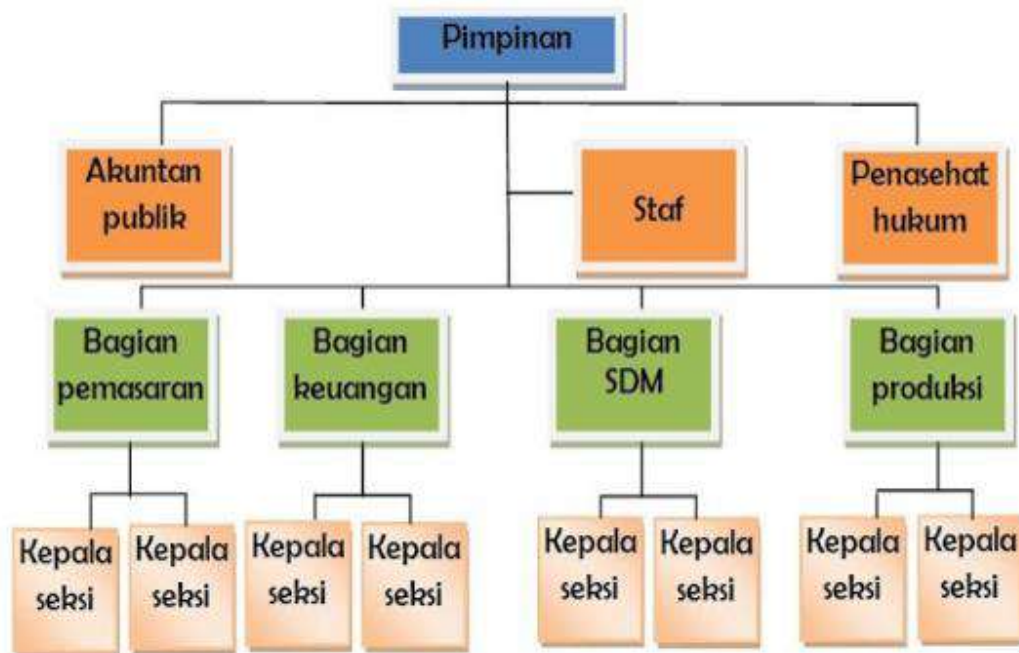 Pimpinan
Akuntan
publik
Staf
Penasehat
hukum
Bagian
pemasaran
Bagian
keuangan
Bagian
SDM
Bagian
produksi
Kepala
seksi
Kepala
seksi
Kepala
seksi
Kepala
seksi
Kepala
seksi
Kepala
seksi
Kepala
seksi
Kepala
seksi